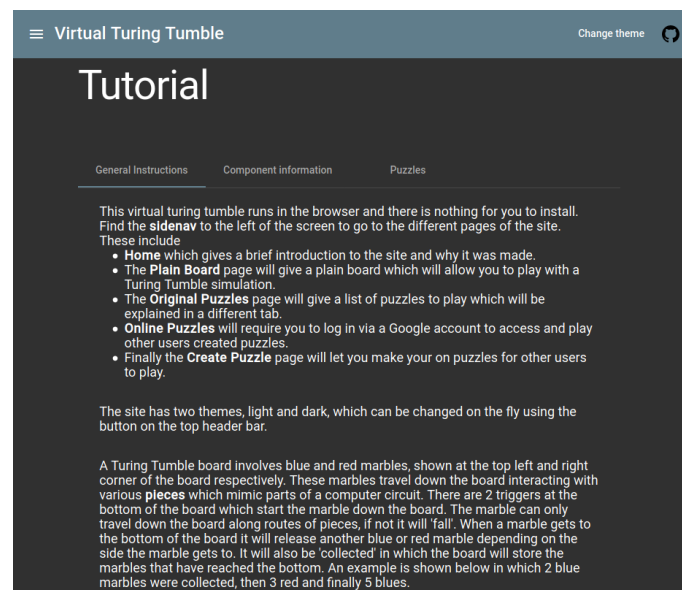 Virtual Turing Tumble
Change theme
Tutorial
General Instructions
Component information
Puzzles
This virtual turing tumble runs in the browser and there is nothing for you to install.
Find the sidenav to the left of the screen to go to the different pages of the site.
These include
• Home which gives a brief introduction to the site and why it was made.
• The Plain Board page will give a plain board which will allow you to play with a
Turing Tumble simulation.
• The Original Puzzles page will give a list of puzzles to play which will be
explained in a different tab.
• Online Puzzles will require you to log in via a Google account to access and play
other users created puzzles.
• Finally the Create Puzzle page will let you make your on puzzles for other users
to play.
The site has two themes, light and dark, which can be changed on the fly using the
button on the top header bar.
A Turing Tumble board involves blue and red marbles, shown at the top left and right
corner of the board respectively. These marbles travel down the board interacting with
various pieces which mimic parts of a computer circuit. There are 2 triggers at the
bottom of the board which start the marble down the board. The marble can only
travel down the board along routes of pieces, if not it will 'fall'. When a marble gets to
the bottom of the board it will release another blue or red marble depending on the
side the marble gets to. It will also be 'collected' in which the board will store the
marbles that have reached the bottom. An example is shown below in which 2 blue
marbles were collected, then 3 red and finally 5 blues.